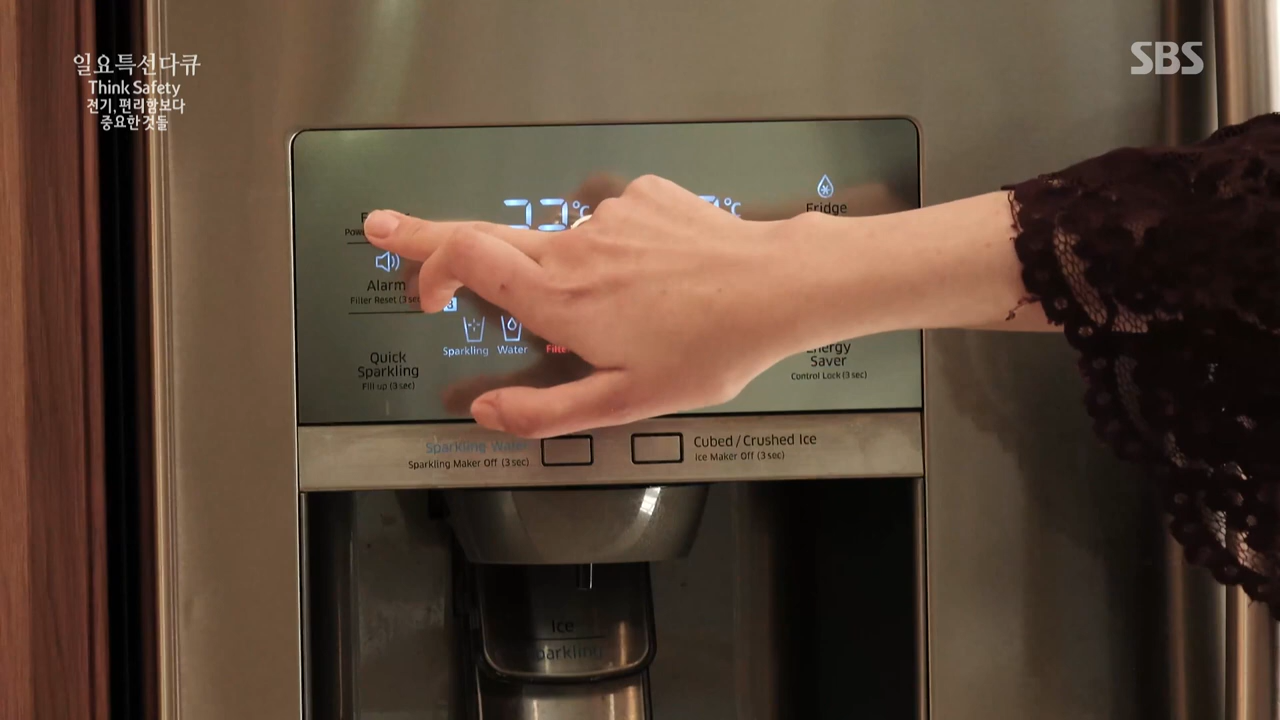 일요특선다큐
Think Safety
전기, 편리함보다
중요한 것들
SBS
°C
°C
Fridge
Alarm
Filter Reset (3 sec
Sparkling
Water
Quick
Sparkling
Fill up (3 sec)
Energy
Saver
Control Lock (3 sec)
Sparkling Water
Sparkling Maker Off (3 sec)
Cubed / Crushed Ice
Ice Maker Off (3 sec)
Ice
Sparkling